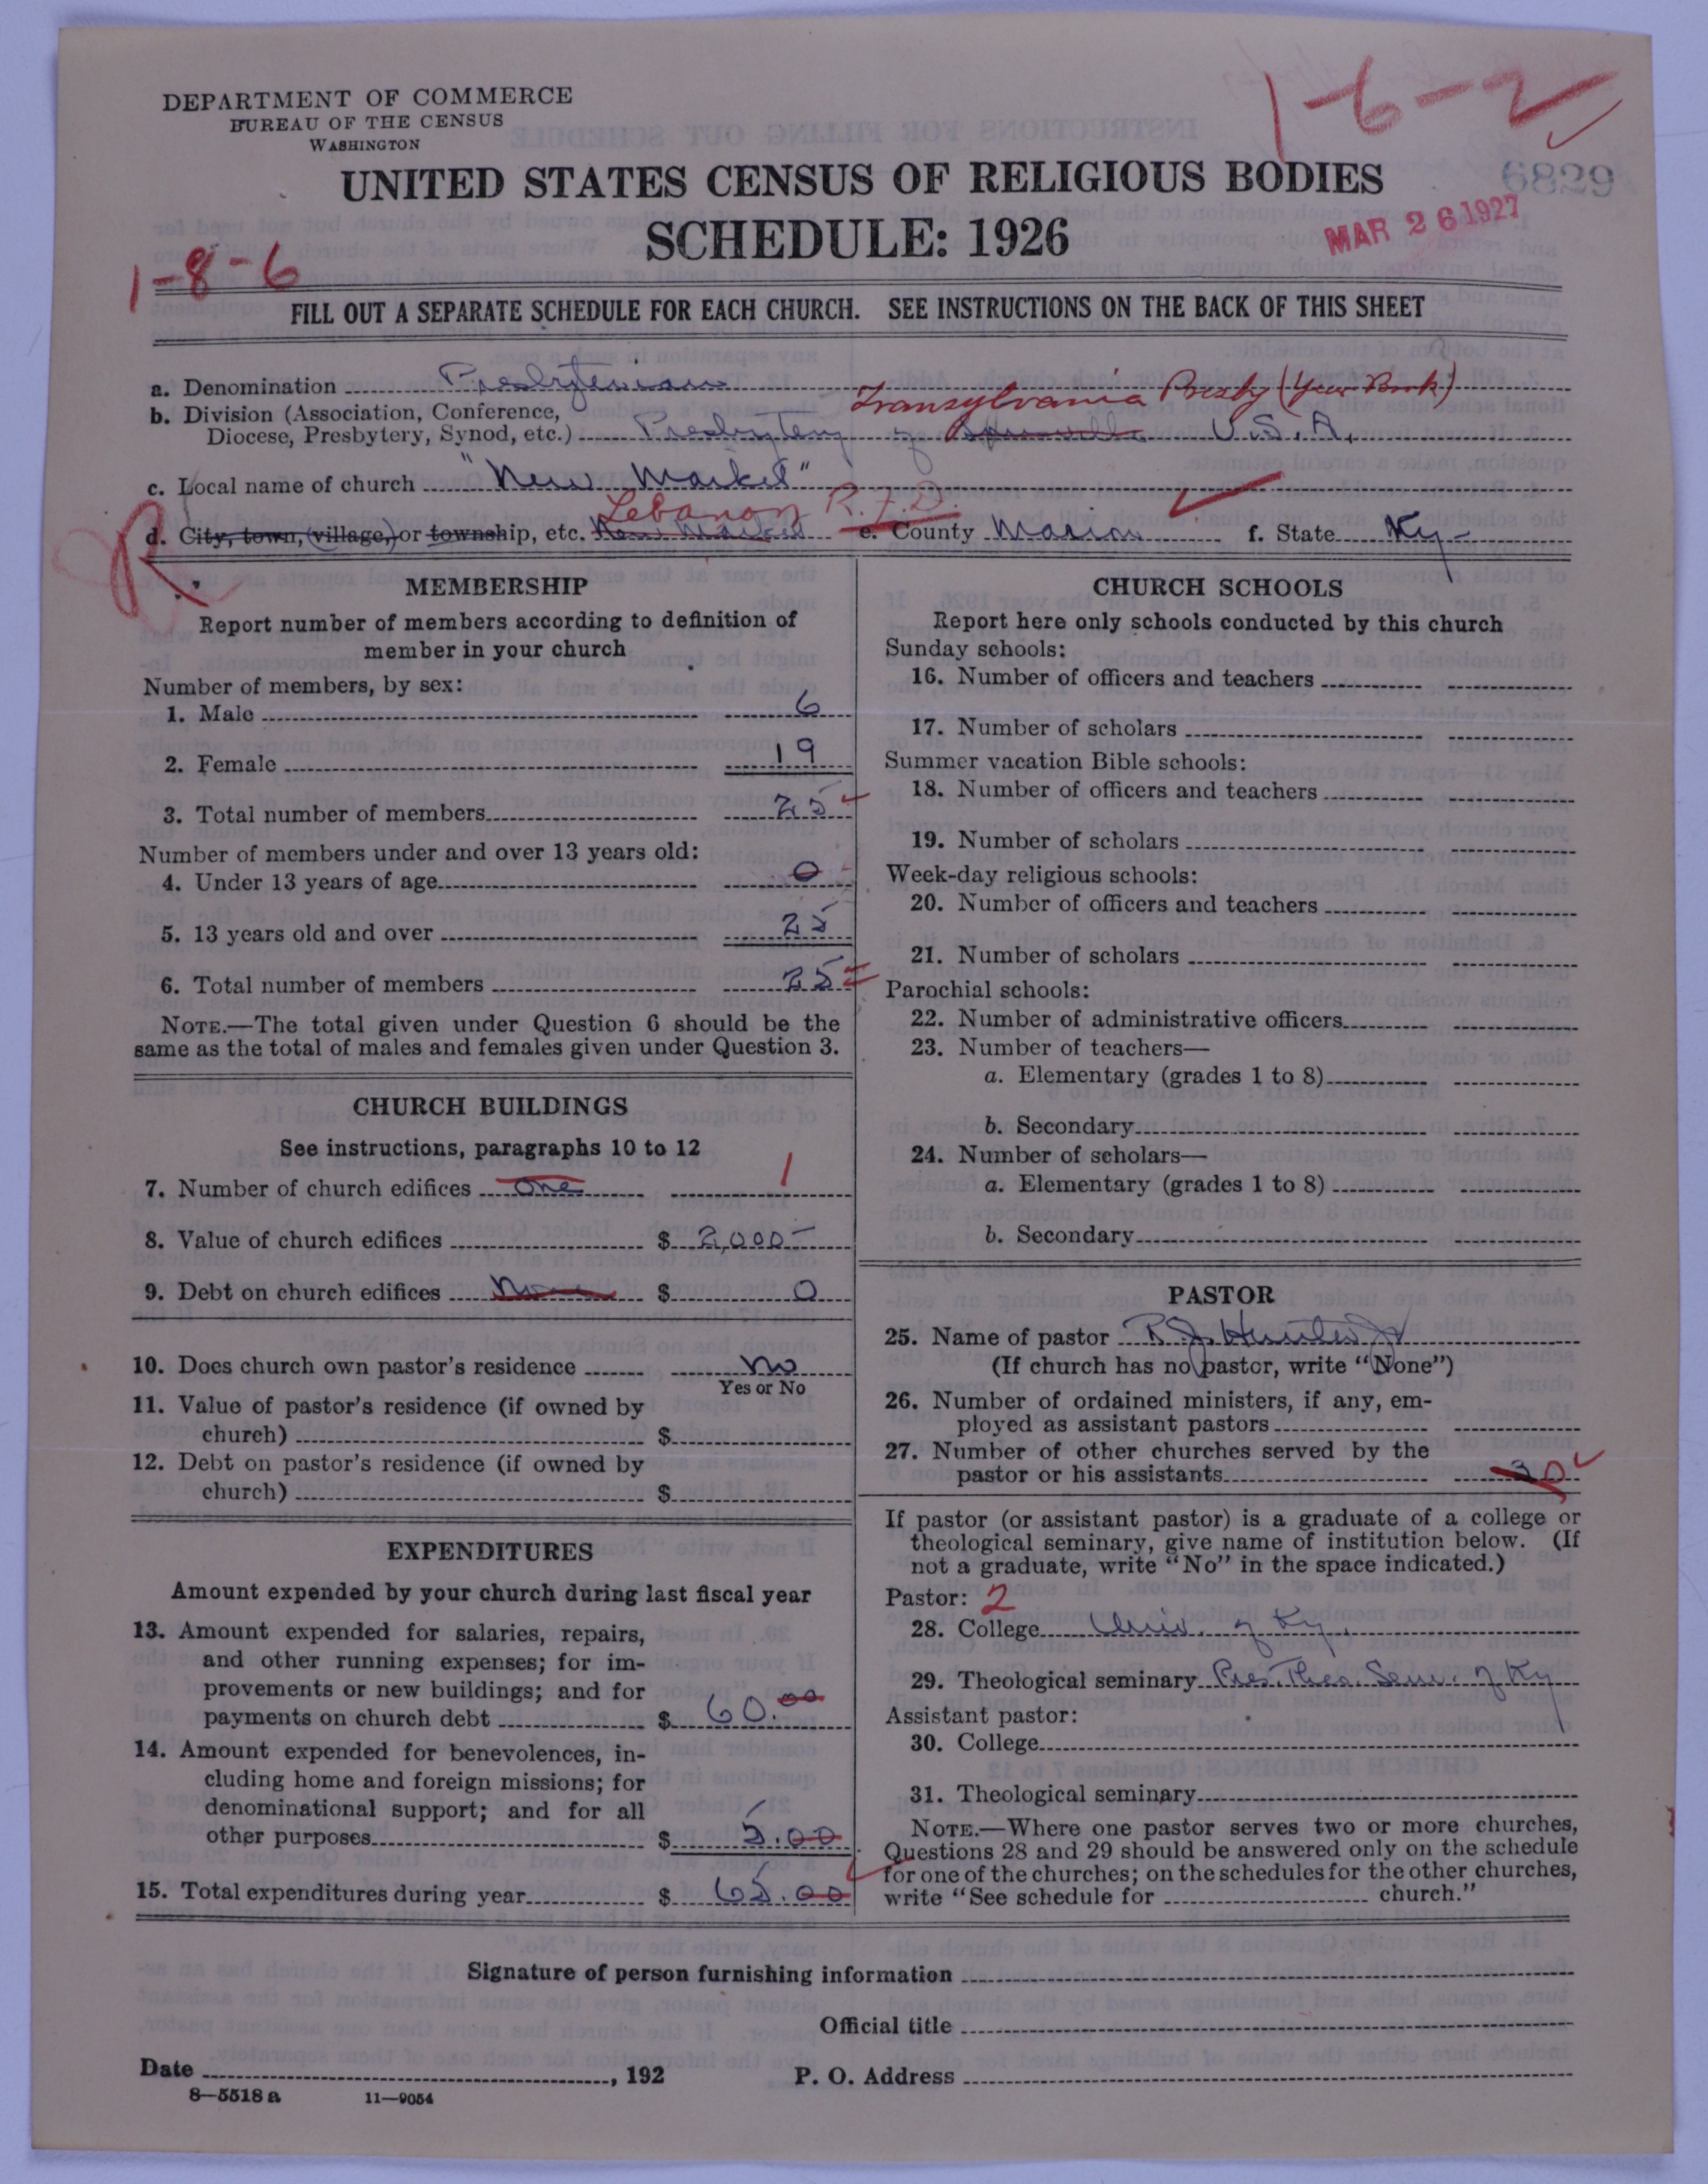 1-6-2
DEPARTMENT OF COMMERCE
BUREAU OF THE CENSUS
WASHINGTON
6829
UNITED STATES CENSUS OF RELIGIOUS BODIES
SCHEDULE: 1926
MAR 26 1927
1-8-6
FILL OUT A SEPARATE SCHEDULE FOR EACH CHURCH. SEE INSTRUCTIONS ON THE BACK OF THIS SHEET
a. Denomination Presbyterian
Transylvania Presby (Year Book)
b. Division (Association, Conference,
Diocese, Presbytery, Synod, etc.) Presbytery of U.S.A.
c. Local name of church "New Market"
Lebanon R.F.D.
d. City, town, (village,) or township, etc. New Market e. County Marion f. State Ky-
MEMBERSHIP
Report number of members according to definition of
member in your church
Number of members, by sex:
1. Male 6
2. Female 19
3. Total number of members 25
Number of members under and over 13 years old:
4. Under 13 years of age 0
5. 13 years old and over 25
6. Total number of members 25
NOTE.—The total given under Question 6 should be the
same as the total of males and females given under Question 3.
CHURCH BUILDINGS
See instructions, paragraphs 10 to 12
7. Number of church edifices One 1
8. Value of church edifices $ 2,000-
9. Debt on church edifices None $ 0
10. Does church own pastor's residence No
Yes or No
11. Value of pastor's residence (if owned by
church) $
12. Debt on pastor's residence (if owned by
church) $
EXPENDITURES
Amount expended by your church during last fiscal year
13. Amount expended for salaries, repairs,
and other running expenses; for im-
provements or new buildings; and for
payments on church debt $ 60.00
14. Amount expended for benevolences, in-
cluding home and foreign missions; for
denominational support; and for all
other purposes $ 5.00
15. Total expenditures during year $ 65.00
CHURCH SCHOOLS
Report here only schools conducted by this church
Sunday schools:
16. Number of officers and teachers
17. Number of scholars
Summer vacation Bible schools:
18. Number of officers and teachers
19. Number of scholars
Week-day religious schools:
20. Number of officers and teachers
21. Number of scholars
Parochial schools:
22. Number of administrative officers
23. Number of teachers—
a. Elementary (grades 1 to 8)
b. Secondary
24. Number of scholars—
a. Elementary (grades 1 to 8)
b. Secondary
PASTOR
25. Name of pastor R.J. Hunter Jr
(If church has no pastor, write "None")
26. Number of ordained ministers, if any, em-
ployed as assistant pastors
27. Number of other churches served by the
pastor or his assistants 3 0
If pastor (or assistant pastor) is a graduate of a college or
theological seminary, give name of institution below. (If
not a graduate, write "No" in the space indicated.)
Pastor: 2
28. College Univ. of Ky.
29. Theological seminary Pres. Theo. Sem. of Ky
Assistant pastor:
30. College
31. Theological seminary
NOTE.—Where one pastor serves two or more churches,
Questions 28 and 29 should be answered only on the schedule
for one of the churches; on the schedules for the other churches,
write "See schedule for church."
Signature of person furnishing information
Official title
Date , 192
P. O. Address
8—5518 a 11—9054